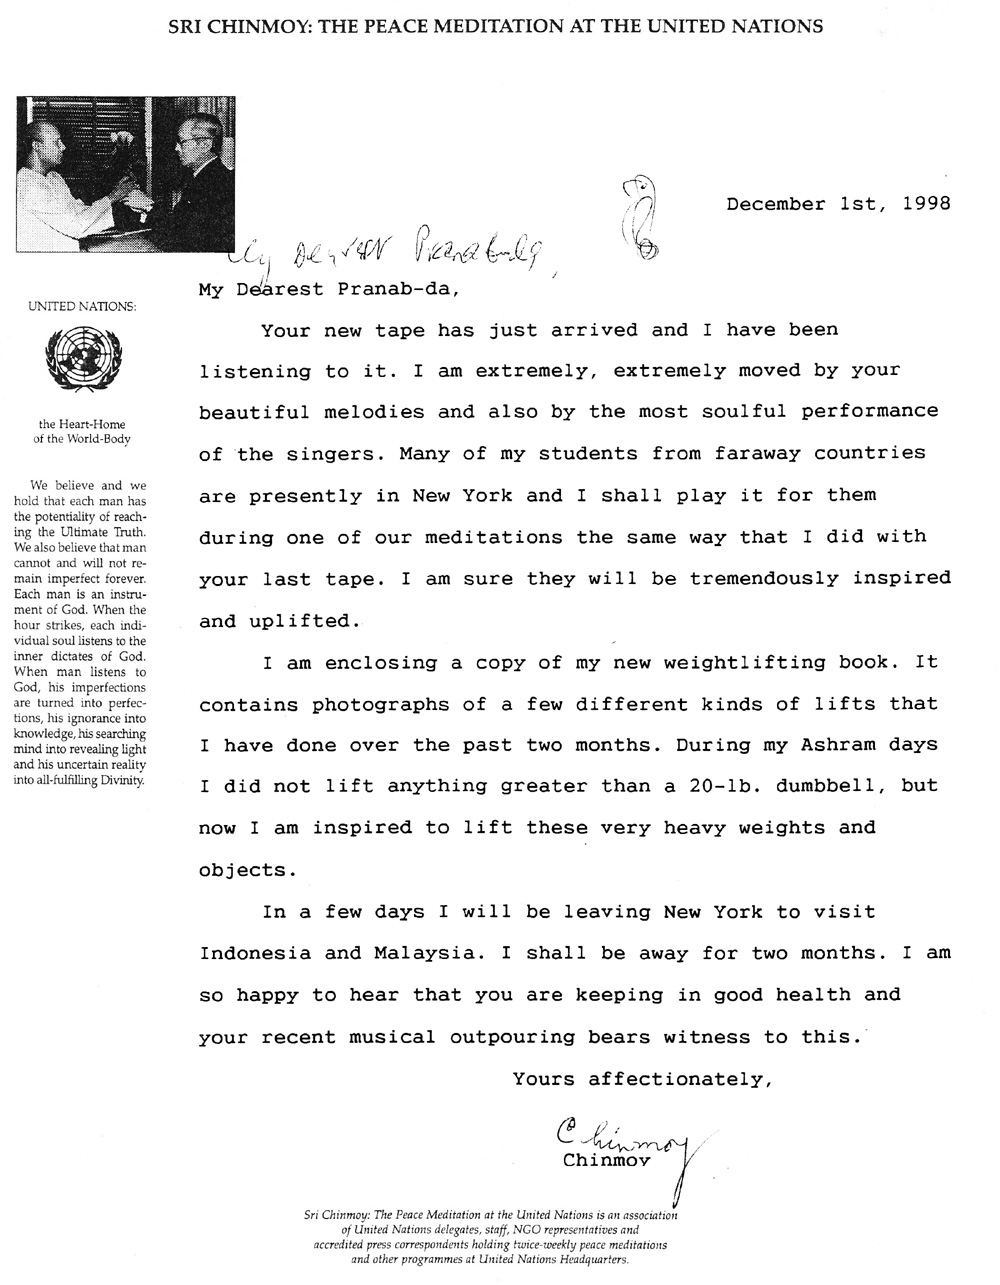 SRI CHINMOY: THE PEACE MEDITATION AT THE UNITED NATIONS
December 1st, 1998
My Dearest Pranab-da,
My Dearest Pranab-da,
Your new tape has just arrived and I have been
listening to it. I am extremely, extremely moved by your
beautiful melodies and also by the most soulful performance
of the singers. Many of my students from faraway countries
are presently in New York and I shall play it for them
during one of our meditations the same way that I did with
your last tape. I am sure they will be tremendously inspired
and uplifted.
I am enclosing a copy of my new weightlifting book. It
contains photographs of a few different kinds of lifts that
I have done over the past two months. During my Ashram days
I did not lift anything greater than a 20-lb. dumbbell, but
now I am inspired to lift these very heavy weights and
objects.
In a few days I will be leaving New York to visit
Indonesia and Malaysia. I shall be away for two months. I am
so happy to hear that you are keeping in good health and
your recent musical outpouring bears witness to this.
Yours affectionately,
Chinmoy
Chinmoy
UNITED NATIONS:
the Heart-Home
of the World-Body
We believe and we
hold that each man has
the potentiality of reach-
ing the Ultimate Truth.
We also believe that man
cannot and will not re-
main imperfect forever.
Each man is an instru-
ment of God. When the
hour strikes, each indi-
vidual soul listens to the
inner dictates of God.
When man listens to
God, his imperfections
are turned into perfec-
tions, his ignorance into
knowledge, his searching
mind into revealing light
and his uncertain reality
into all-fulfilling Divinity.
Sri Chinmoy: The Peace Meditation at the United Nations is an association
of United Nations delegates, staff, NGO representatives and
accredited press correspondents holding twice-weekly peace meditations
and other programmes at United Nations Headquarters.